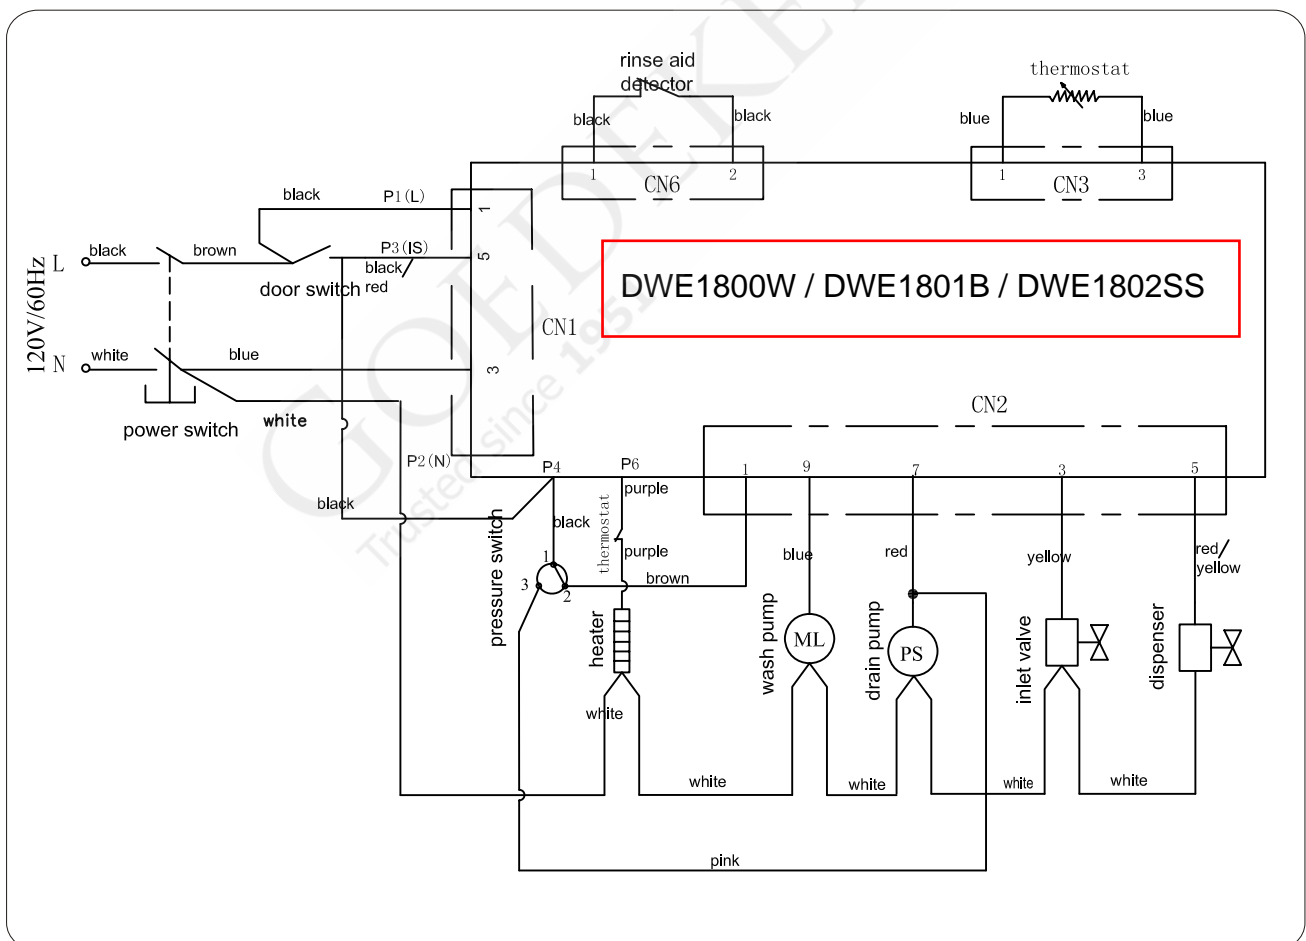 rinse aid
detector
thermostat
black
black
blue
blue
1
2
CN6
1
3
CN3
black
P1(L)
1
120V/60Hz
L
black
brown
P3(IS)
black
red
5
door switch
DWE1800W / DWE1801B / DWE1802SS
CN1
N
white
blue
3
power switch
white
CN2
P2(N)
P4
P6
1
9
7
3
5
black
purple
pressure switch
black
thermostat
purple
blue
red
yellow
red
yellow
1
3
2
brown
heater
wash pump
ML
drain pump
PS
inlet valve
dispenser
white
white
white
white
white
pink
GOEDEKE
Trusted since 1951